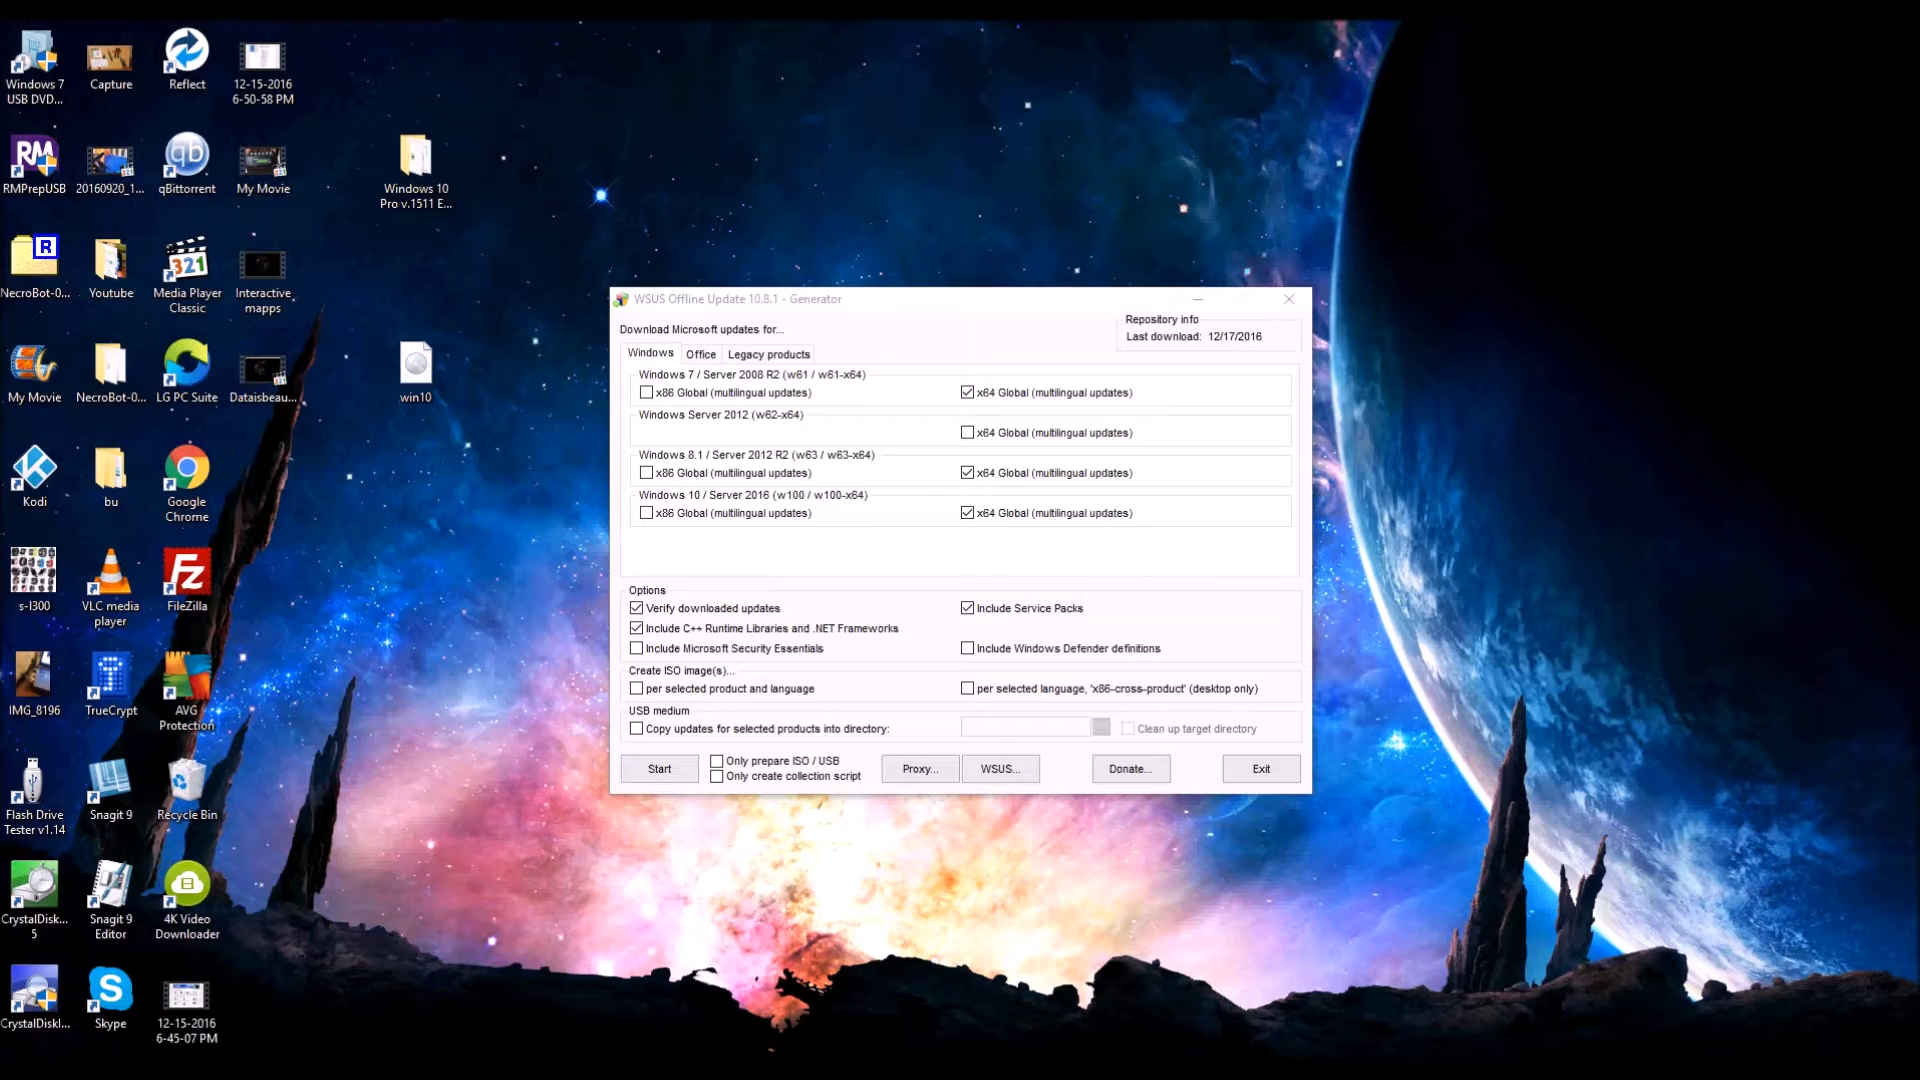 Windows 7
USB DVD...
Capture
Reflect
12-15-2016
6-50-58 PM
RM
RMPrepUSB
20160920_1...
qb
qBittorrent
My Movie
Windows 10
Pro v.1511 E...
R
NecroBot-0...
Youtube
321
Media Player
Classic
Interactive
mapps
My Movie
NecroBot-0...
LG PC Suite
Dataisbeau...
win10
Kodi
bu
Google
Chrome
s-l300
VLC media
player
FZ
FileZilla
IMG_8196
TrueCrypt
AVG
Protection
Flash Drive
Tester v1.14
Snagit 9
Recycle Bin
CrystalDisk...
5
Snagit 9
Editor
4K Video
Downloader
CrystalDiskI...
S
Skype
12-15-2016
6-45-07 PM
WSUS Offline Update 10.8.1 - Generator
Download Microsoft updates for...
Repository info
Last download: 12/17/2016
Windows Office Legacy products
Windows 7 / Server 2008 R2 (w61 / w61-x64)
x86 Global (multilingual updates) x64 Global (multilingual updates)
Windows Server 2012 (w62-x64)
x64 Global (multilingual updates)
Windows 8.1 / Server 2012 R2 (w63 / w63-x64)
x86 Global (multilingual updates) x64 Global (multilingual updates)
Windows 10 / Server 2016 (w100 / w100-x64)
x86 Global (multilingual updates) x64 Global (multilingual updates)
Options
Verify downloaded updates Include Service Packs
Include C++ Runtime Libraries and .NET Frameworks
Include Microsoft Security Essentials Include Windows Defender definitions
Create ISO image(s)...
per selected product and language per selected language, 'x86-cross-product' (desktop only)
USB medium
Copy updates for selected products into directory: ... Clean up target directory
Start
Only prepare ISO / USB
Only create collection script
Proxy... WSUS... Donate... Exit